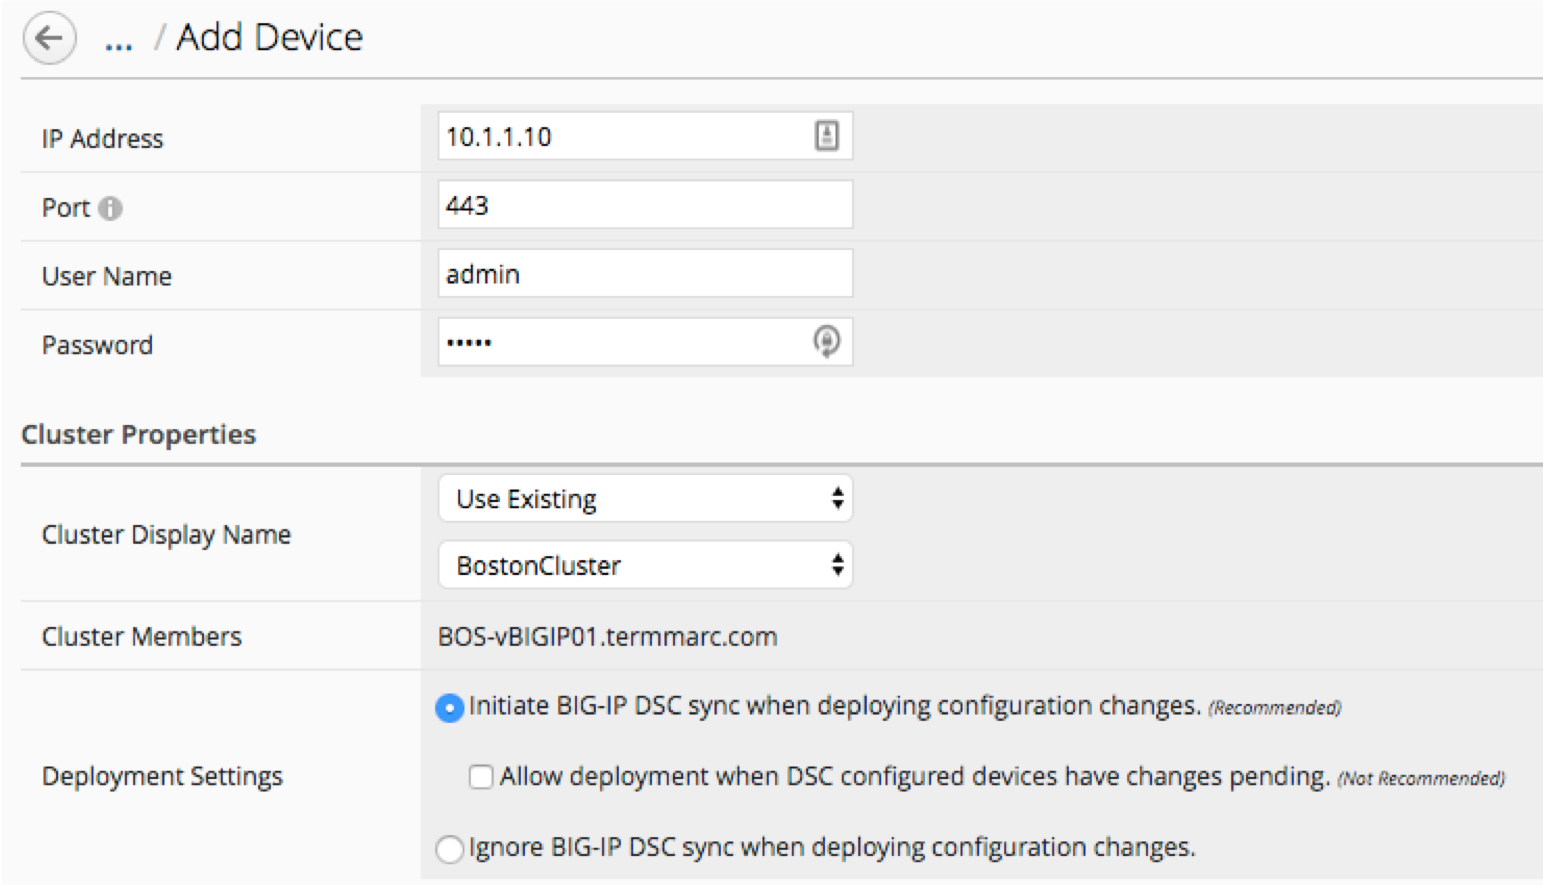 ... / Add Device
IP Address
10.1.1.10
Port
443
User Name
admin
Password
•••••
Cluster Properties
Cluster Display Name
Use Existing
BostonCluster
Cluster Members
BOS-vBIGIP01.termmarc.com
Deployment Settings
Initiate BIG-IP DSC sync when deploying configuration changes. (Recommended)
Allow deployment when DSC configured devices have changes pending. (Not Recommended)
Ignore BIG-IP DSC sync when deploying configuration changes.